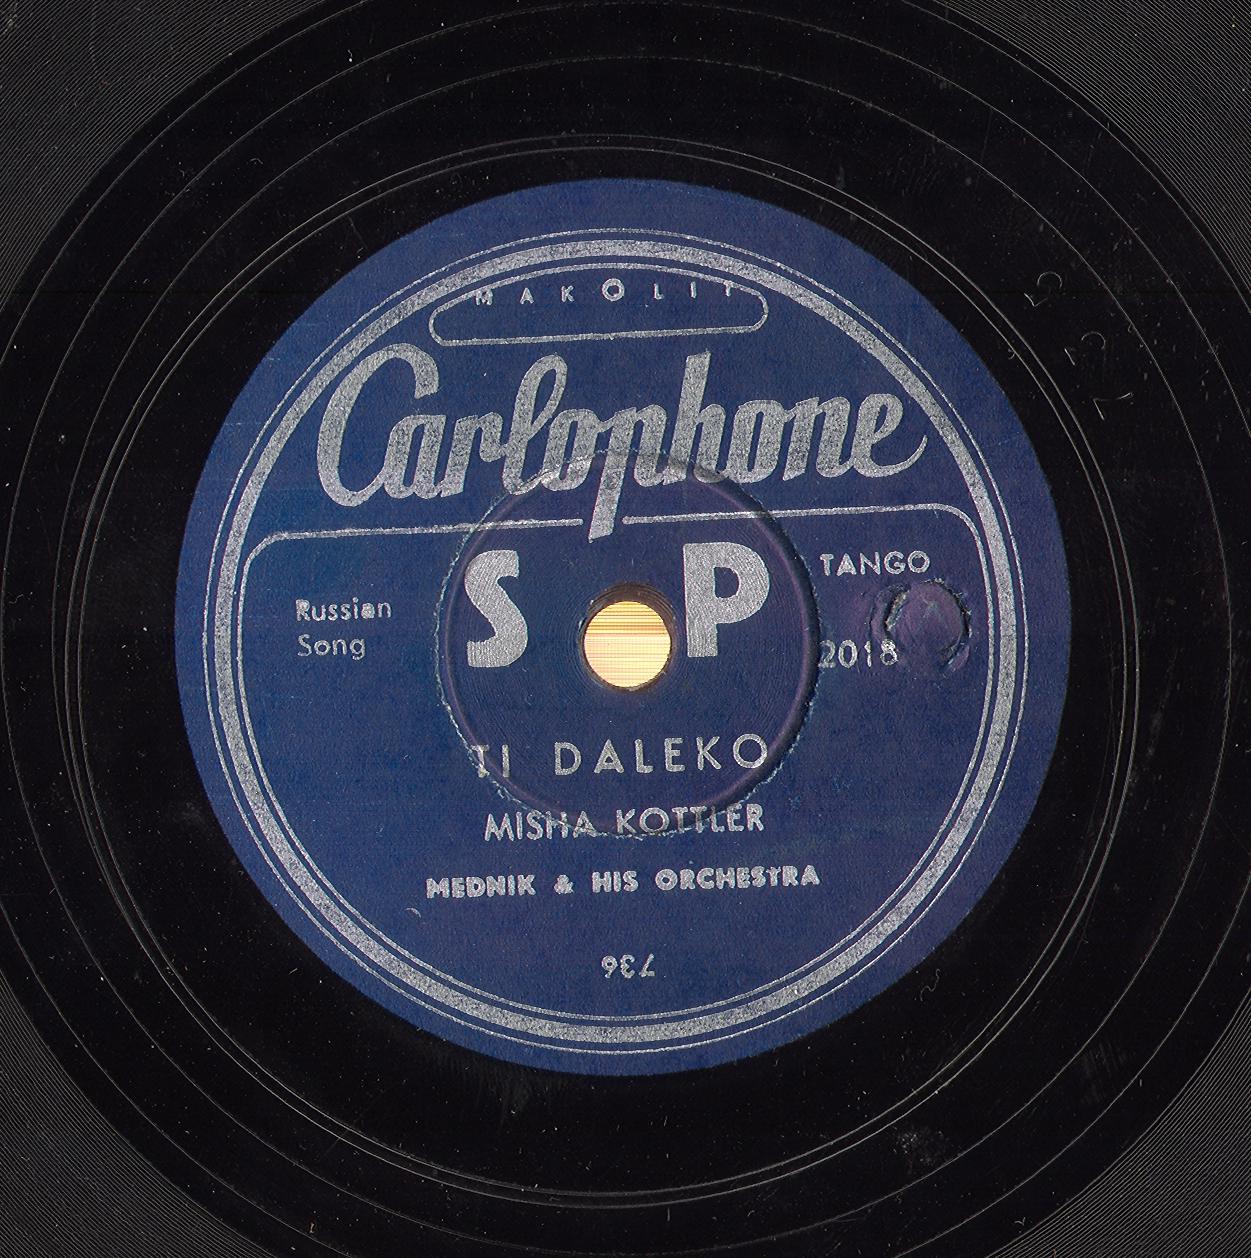 MAKOLIT
Carlophone
S P
TANGO
Russian
Song
2018
TI DALEKO
MISHA KOTTLER
MEDNIK & HIS ORCHESTRA
736